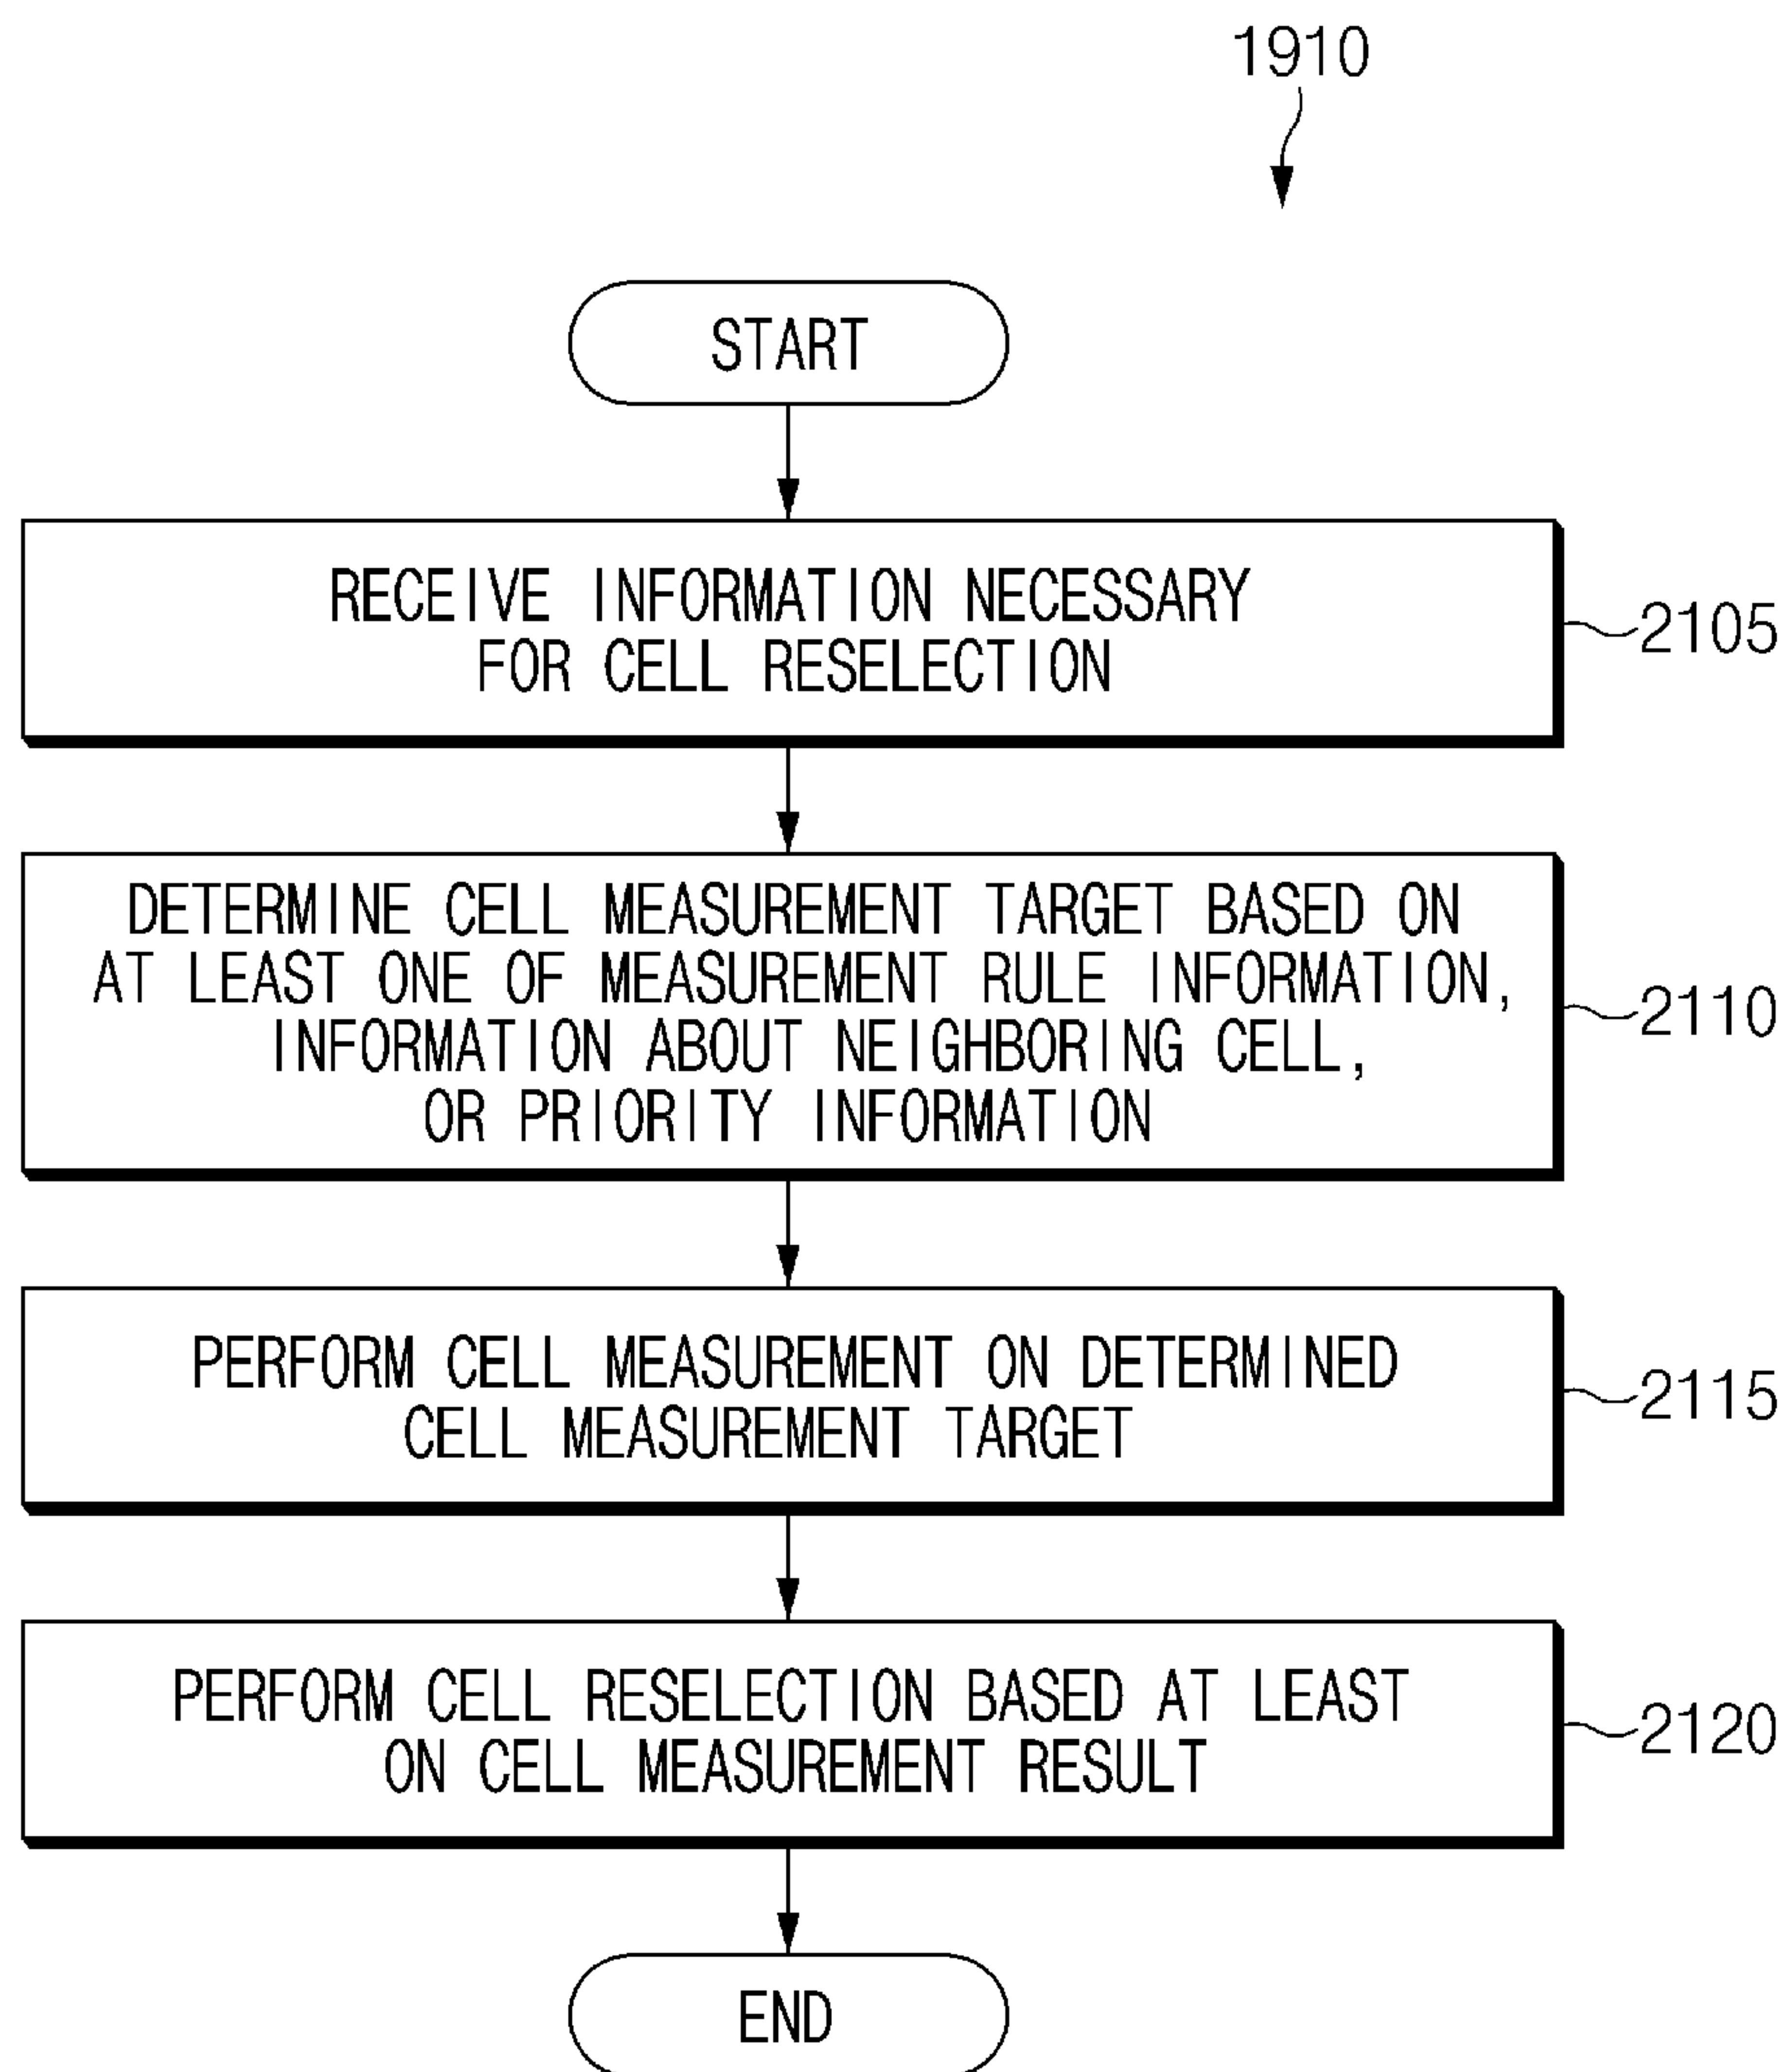 1910
START
RECEIVE INFORMATION NECESSARY
FOR CELL RESELECTION
2105
DETERMINE CELL MEASUREMENT TARGET BASED ON
AT LEAST ONE OF MEASUREMENT RULE INFORMATION,
INFORMATION ABOUT NEIGHBORING CELL,
OR PRIORITY INFORMATION
2110
PERFORM CELL MEASUREMENT ON DETERMINED
CELL MEASUREMENT TARGET
2115
PERFORM CELL RESELECTION BASED AT LEAST
ON CELL MEASUREMENT RESULT
2120
END